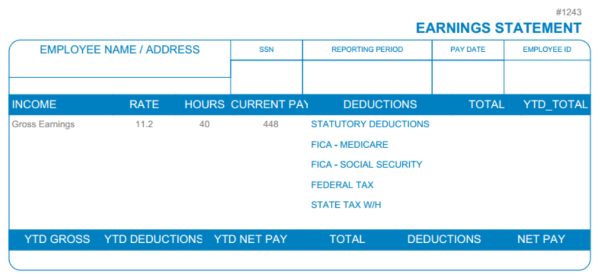 #1243
EARNINGS STATEMENT
EMPLOYEE NAME / ADDRESS SSN REPORTING PERIOD PAY DATE EMPLOYEE ID
INCOME RATE HOURS CURRENT PAY DEDUCTIONS TOTAL YTD_TOTAL
Gross Earnings 11.2 40 448 STATUTORY DEDUCTIONS
FICA - MEDICARE
FICA - SOCIAL SECURITY
FEDERAL TAX
STATE TAX W/H
YTD GROSS YTD DEDUCTIONS YTD NET PAY TOTAL DEDUCTIONS NET PAY